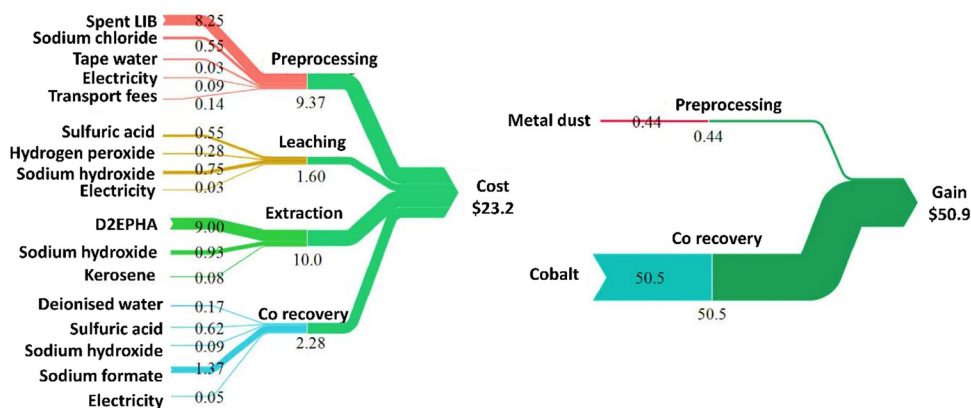 Spent LIB 8.25
Sodium chloride 0.55
Tape water 0.03
Electricity 0.09
Transport fees 0.14
Preprocessing
9.37
Sulfuric acid 0.55
Hydrogen peroxide 0.28
Sodium hydroxide 0.75
Electricity 0.03
Leaching
1.60
D2EPHA 9.00
Sodium hydroxide 0.93
Kerosene 0.08
Extraction
10.0
Deionised water 0.17
Sulfuric acid 0.62
Sodium hydroxide 0.09
Sodium formate 1.37
Electricity 0.05
Co recovery
2.28
Cost
$23.2
Metal dust 0.44
Preprocessing
0.44
Cobalt 50.5
Co recovery
50.5
Gain
$50.9